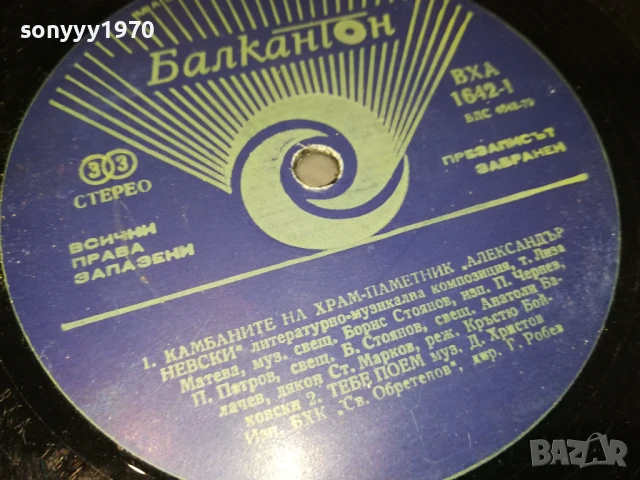 sonyyy1970
Балкантон
ВХА
1642-1
БДС
33
СТЕРЕО
ПРЕЗАПИСЪТ
ЗАБРАНЕН
ВСИЧКИ
ПРАВА
ЗАПАЗЕНИ
1. КАМБАНИТЕ НА ХРАМ-ПАМЕТНИК „АЛЕКСАНДЪР
НЕВСКИ“ литературно-музикална композиция, т. Лиза
Матева, муз. свещ. Борис Стоянов, изп. П. Чернев,
П. Петров, свещ. Б. Стоянов, свещ. Анатоли Ба-
лачев, дякон Ст. Марков, реж. Кръстю Бой-
ковски 2. ТЕБЕ ПОЕМ муз. Д. Христов
Изп. БХК „Св. Обретенов“, дир. Г. Робев
BAZAR